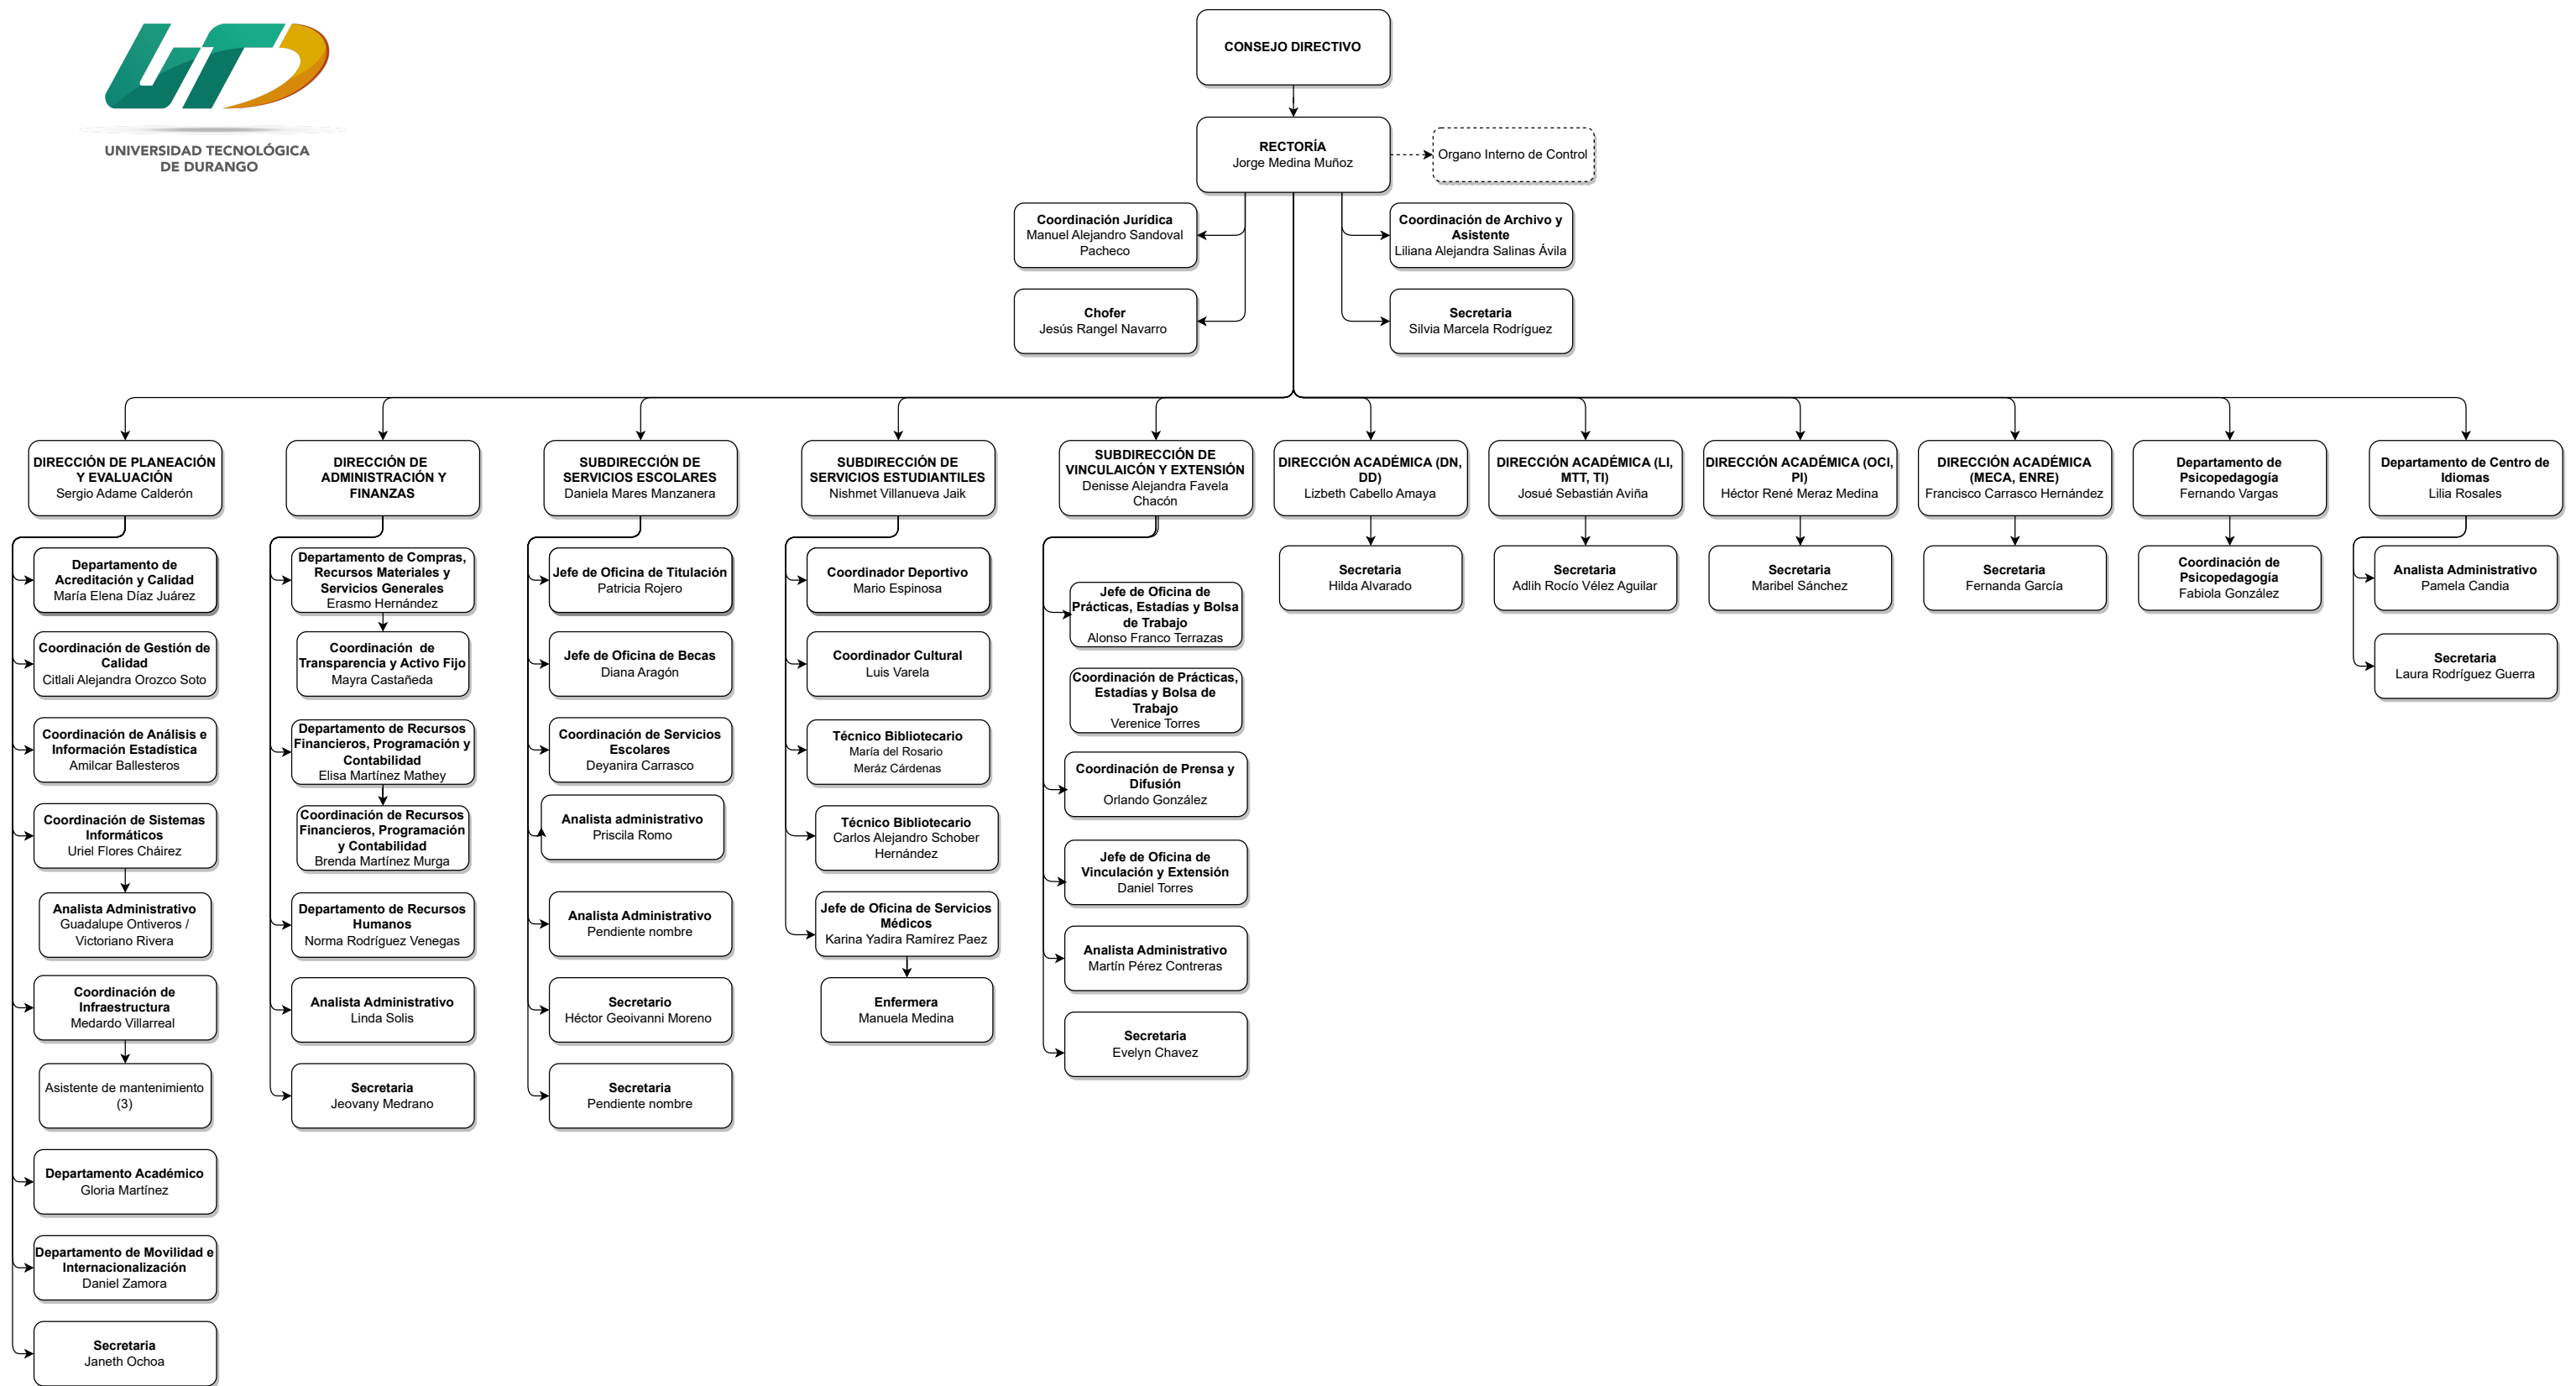 UTD
UNIVERSIDAD TECNOLÓGICA
DE DURANGO
CONSEJO DIRECTIVO
RECTORÍA
Jorge Medina Muñoz
Organo Interno de Control
Coordinación Jurídica
Manuel Alejandro Sandoval
Pacheco
Coordinación de Archivo y
Asistente
Liliana Alejandra Salinas Ávila
Chofer
Jesús Rangel Navarro
Secretaria
Silvia Marcela Rodríguez
DIRECCIÓN DE PLANEACIÓN
Y EVALUACIÓN
Sergio Adame Calderón
Departamento de
Acreditación y Calidad
María Elena Díaz Juárez
Coordinación de Gestión de
Calidad
Citlali Alejandra Orozco Soto
Coordinación de Análisis e
Información Estadística
Amilcar Ballesteros
Coordinación de Sistemas
Informáticos
Uriel Flores Cháirez
Analista Administrativo
Guadalupe Ontiveros /
Victoriano Rivera
Coordinación de
Infraestructura
Medardo Villarreal
Asistente de mantenimiento
(3)
Departamento Académico
Gloria Martínez
Departamento de Movilidad e
Internacionalización
Daniel Zamora
Secretaria
Janeth Ochoa
DIRECCIÓN DE
ADMINISTRACIÓN Y
FINANZAS
Departamento de Compras,
Recursos Materiales y
Servicios Generales
Erasmo Hernández
Coordinación de
Transparencia y Activo Fijo
Mayra Castañeda
Departamento de Recursos
Financieros, Programación y
Contabilidad
Elisa Martínez Mathey
Coordinación de Recursos
Financieros, Programación
y Contabilidad
Brenda Martínez Murga
Departamento de Recursos
Humanos
Norma Rodríguez Venegas
Analista Administrativo
Linda Solis
Secretaria
Jeovany Medrano
SUBDIRECCIÓN DE
SERVICIOS ESCOLARES
Daniela Mares Manzanera
Jefe de Oficina de Titulación
Patricia Rojero
Jefe de Oficina de Becas
Diana Aragón
Coordinación de Servicios
Escolares
Deyanira Carrasco
Analista administrativo
Priscila Romo
Analista Administrativo
Pendiente nombre
Secretario
Héctor Geoivanni Moreno
Secretaria
Pendiente nombre
SUBDIRECCIÓN DE
SERVICIOS ESTUDIANTILES
Nishmet Villanueva Jaik
Coordinador Deportivo
Mario Espinosa
Coordinador Cultural
Luis Varela
Técnico Bibliotecario
María del Rosario
Meráz Cárdenas
Técnico Bibliotecario
Carlos Alejandro Schober
Hernández
Jefe de Oficina de Servicios
Médicos
Karina Yadira Ramírez Paez
Enfermera
Manuela Medina
SUBDIRECCIÓN DE
VINCULAICÓN Y EXTENSIÓN
Denisse Alejandra Favela
Chacón
Jefe de Oficina de
Prácticas, Estadías y Bolsa
de Trabajo
Alonso Franco Terrazas
Coordinación de Prácticas,
Estadías y Bolsa de
Trabajo
Verenice Torres
Coordinación de Prensa y
Difusión
Orlando González
Jefe de Oficina de
Vinculación y Extensión
Daniel Torres
Analista Administrativo
Martín Pérez Contreras
Secretaria
Evelyn Chavez
DIRECCIÓN ACADÉMICA (DN,
DD)
Lizbeth Cabello Amaya
Secretaria
Hilda Alvarado
DIRECCIÓN ACADÉMICA (LI,
MTT, TI)
Josué Sebastián Aviña
Secretaria
Adlih Rocío Vélez Aguilar
DIRECCIÓN ACADÉMICA (OCI,
PI)
Héctor René Meraz Medina
Secretaria
Maribel Sánchez
DIRECCIÓN ACADÉMICA
(MECA, ENRE)
Francisco Carrasco Hernández
Secretaria
Fernanda García
Departamento de
Psicopedagogía
Fernando Vargas
Coordinación de
Psicopedagogía
Fabiola González
Departamento de Centro de
Idiomas
Lilia Rosales
Analista Administrativo
Pamela Candia
Secretaria
Laura Rodríguez Guerra